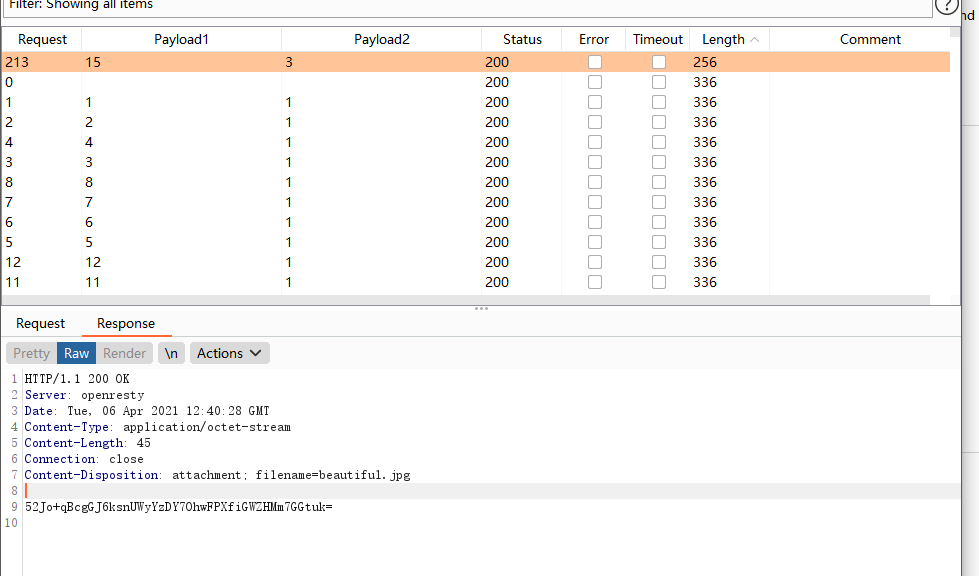 Filter: Showing all items
?
nd
Request Payload1 Payload2 Status Error Timeout Length Comment
213 15 3 200 256
0 200 336
1 1 1 200 336
2 2 1 200 336
4 4 1 200 336
3 3 1 200 336
8 8 1 200 336
7 7 1 200 336
6 6 1 200 336
5 5 1 200 336
12 12 1 200 336
11 11 1 200 336
Request Response
Pretty Raw Render \n Actions
1 HTTP/1.1 200 OK
2 Server: openresty
3 Date: Tue, 06 Apr 2021 12:40:28 GMT
4 Content-Type: application/octet-stream
5 Content-Length: 45
6 Connection: close
7 Content-Disposition: attachment; filename=beautiful.jpg
8
9 52Jo+qBcgGJ6ksnUWyYzDY7OhwFPXfiGWZHMm7GGtuk=
10